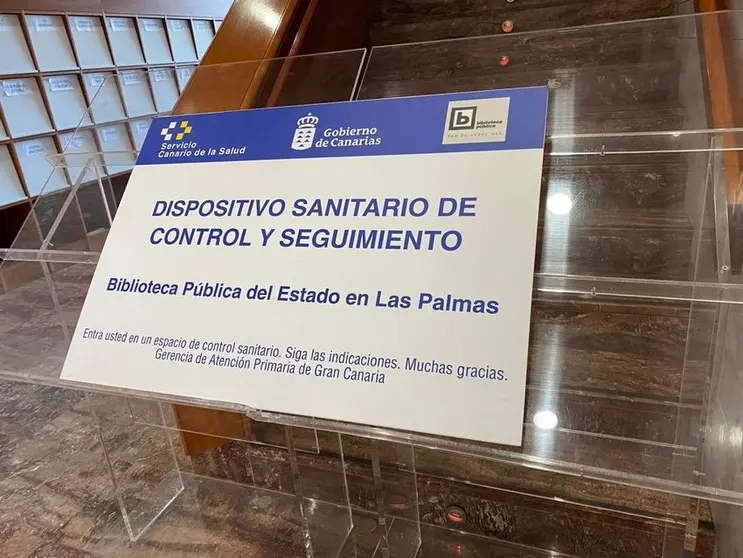 Servicio
Canario de la Salud
Gobierno
de Canarias
b
biblioteca
pública
DISPOSITIVO SANITARIO DE
CONTROL Y SEGUIMIENTO
Biblioteca Pública del Estado en Las Palmas
Entra usted en un espacio de control sanitario. Siga las indicaciones. Muchas gracias.
Gerencia de Atención Primaria de Gran Canaria